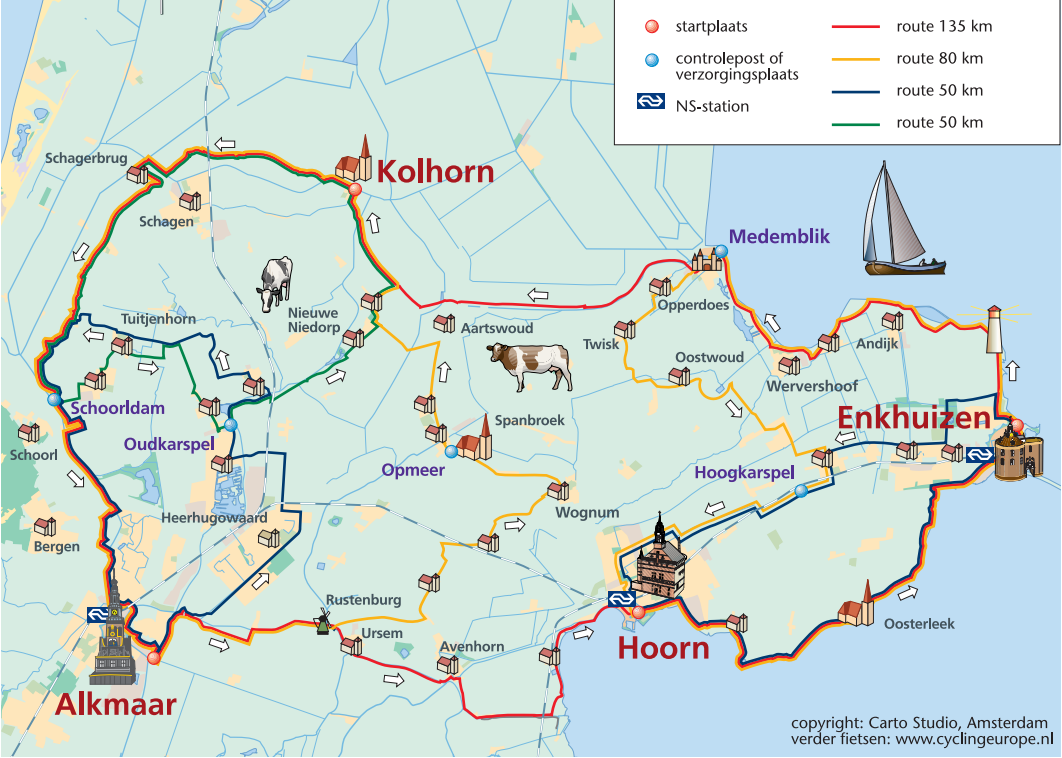 startplaats
controlepost of
verzorgingsplaats
NS-station
route 135 km
route 80 km
route 50 km
route 50 km
Schagerbrug
Kolhorn
Schagen
Medemblik
Opperdoes
Tuitjenhorn
Nieuwe
Niedorp
Aartswoud
Twisk
Andijk
Oostwoud
Wervershoof
Schoorldam
Enkhuizen
Spanbroek
Schoorl
Oudkarspel
Opmeer
Hoogkarspel
Wognum
Heerhugowaard
Bergen
Rustenburg
Ursem
Oosterleek
Avenhorn
Hoorn
Alkmaar
copyright: Carto Studio, Amsterdam
verder fietsen: www.cyclingeurope.nl